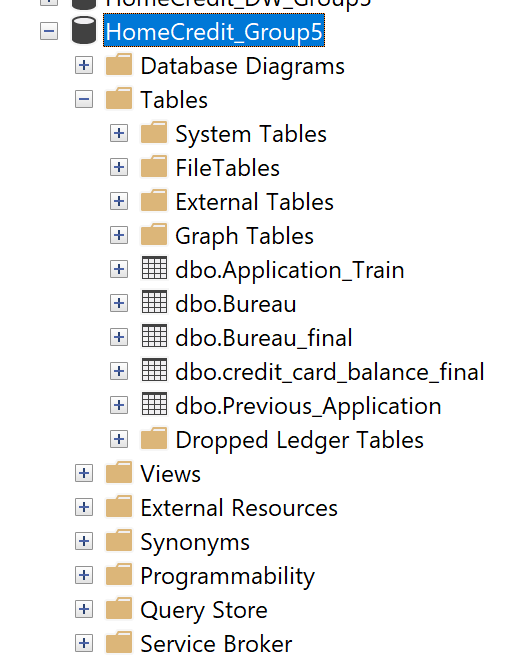 HomeCredit_DW_Group5
HomeCredit_Group5
Database Diagrams
Tables
System Tables
FileTables
External Tables
Graph Tables
dbo.Application_Train
dbo.Bureau
dbo.Bureau_final
dbo.credit_card_balance_final
dbo.Previous_Application
Dropped Ledger Tables
Views
External Resources
Synonyms
Programmability
Query Store
Service Broker